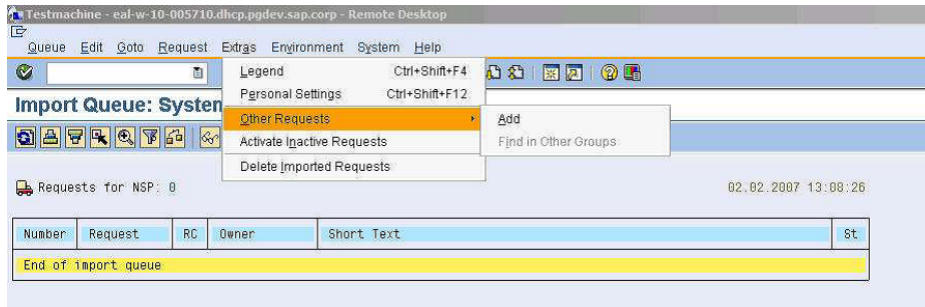 Testmachine - eal-w-10-005710.dhcp.pgdev.sap.corp - Remote Desktop
Queue Edit Goto Request Extras Environment System Help
Legend Ctrl+Shift+F4
Personal Settings Ctrl+Shift+F12
Import Queue: System
Other Requests Add
Activate Inactive Requests Find in Other Groups
Delete Imported Requests
Requests for NSP: 0 02.02.2007 13:08:26
Number Request RC Owner Short Text St
End of import queue